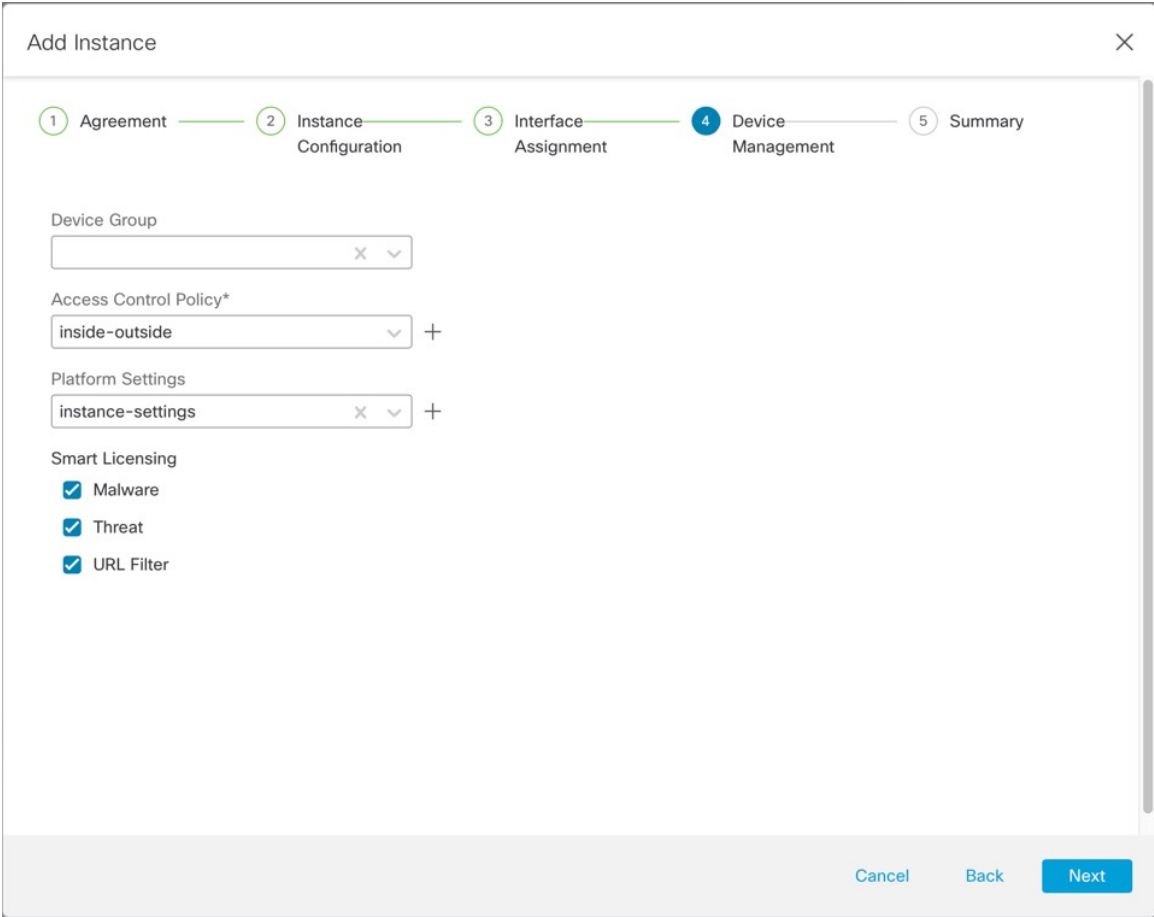 Add Instance
1 Agreement 2 Instance 3 Interface 4 Device 5 Summary
Configuration Assignment Management
Device Group
Access Control Policy*
inside-outside
Platform Settings
instance-settings
Smart Licensing
Malware
Threat
URL Filter
Cancel Back Next